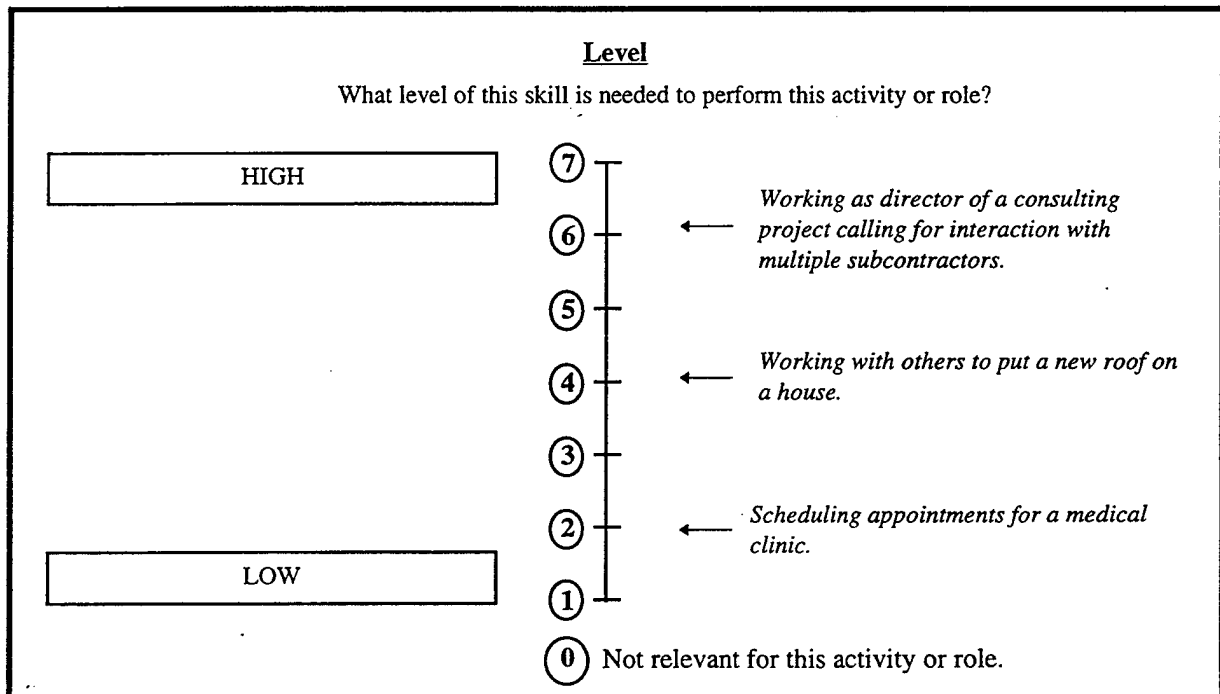 Level
What level of this skill is needed to perform this activity or role?
HIGH
7
Working as director of a consulting
project calling for interaction with
multiple subcontractors.
6
5
Working with others to put a new roof on
a house.
4
3
Scheduling appointments for a medical
clinic.
2
LOW
1
0 Not relevant for this activity or role.